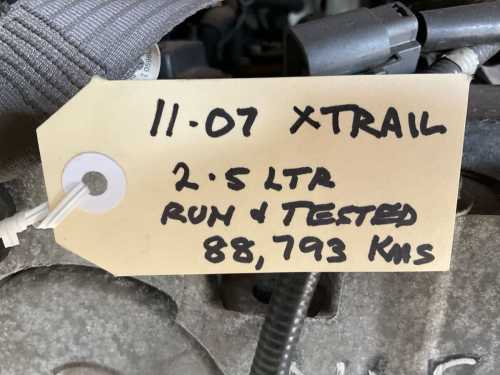 11-07 XTRAIL
2.5 LTR
RUN & TESTED
88,793 KMS